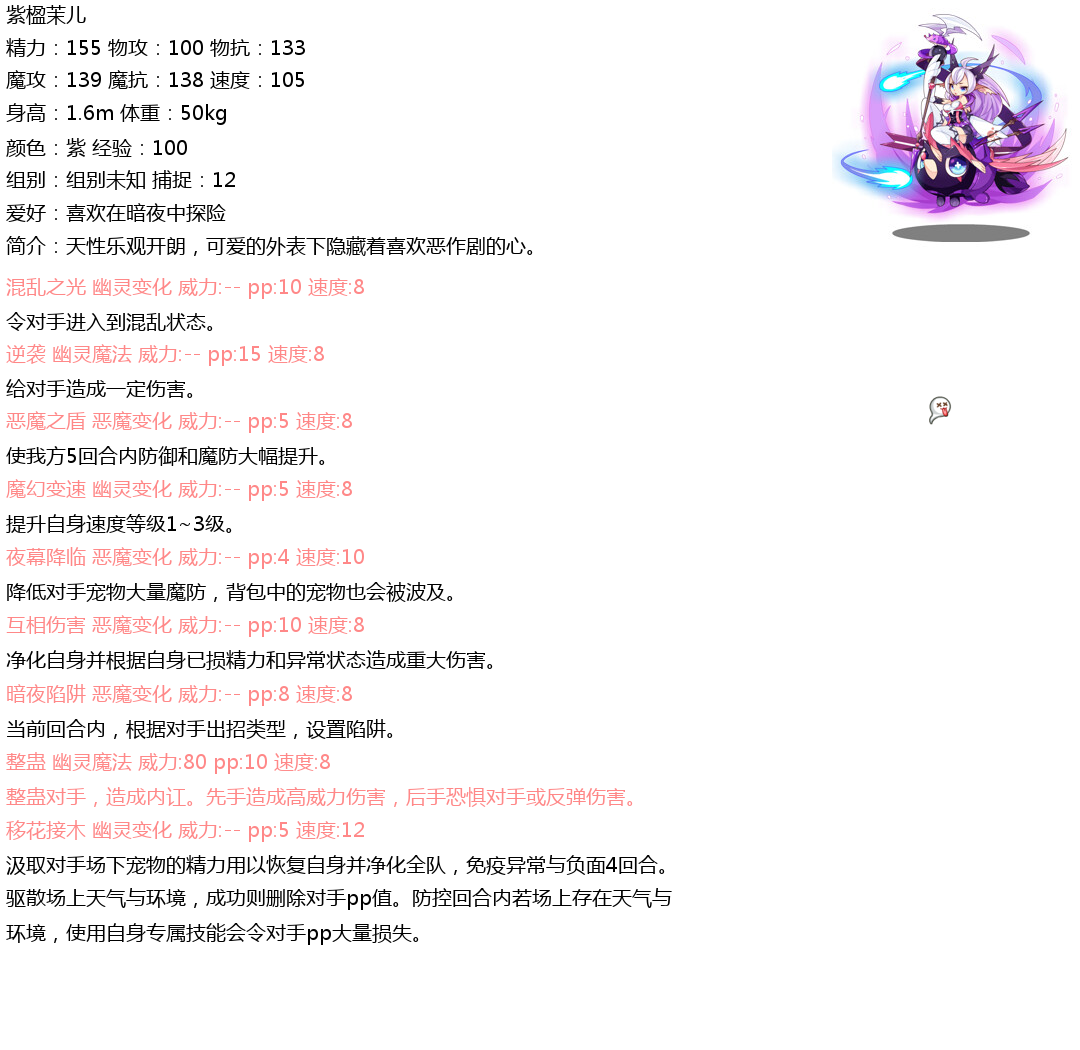 紫楹茉儿
精力：155 物攻：100 物抗：133
魔攻：139 魔抗：138 速度：105
身高：1.6m 体重：50kg
颜色：紫 经验：100
组别：组别未知 捕捉：12
爱好：喜欢在暗夜中探险
简介：天性乐观开朗，可爱的外表下隐藏着喜欢恶作剧的心。
混乱之光 幽灵变化 威力:-- pp:10 速度:8
令对手进入到混乱状态。
逆袭 幽灵魔法 威力:-- pp:15 速度:8
给对手造成一定伤害。
恶魔之盾 恶魔变化 威力:-- pp:5 速度:8
使我方5回合内防御和魔防大幅提升。
魔幻变速 幽灵变化 威力:-- pp:5 速度:8
提升自身速度等级1~3级。
夜幕降临 恶魔变化 威力:-- pp:4 速度:10
降低对手宠物大量魔防，背包中的宠物也会被波及。
互相伤害 恶魔变化 威力:-- pp:10 速度:8
净化自身并根据自身已损精力和异常状态造成重大伤害。
暗夜陷阱 恶魔变化 威力:-- pp:8 速度:8
当前回合内，根据对手出招类型，设置陷阱。
整蛊 幽灵魔法 威力:80 pp:10 速度:8
整蛊对手，造成内讧。先手造成高威力伤害，后手恐惧对手或反弹伤害。
移花接木 幽灵变化 威力:-- pp:5 速度:12
汲取对手场下宠物的精力用以恢复自身并净化全队，免疫异常与负面4回合。
驱散场上天气与环境，成功则删除对手pp值。防控回合内若场上存在天气与
环境，使用自身专属技能会令对手pp大量损失。